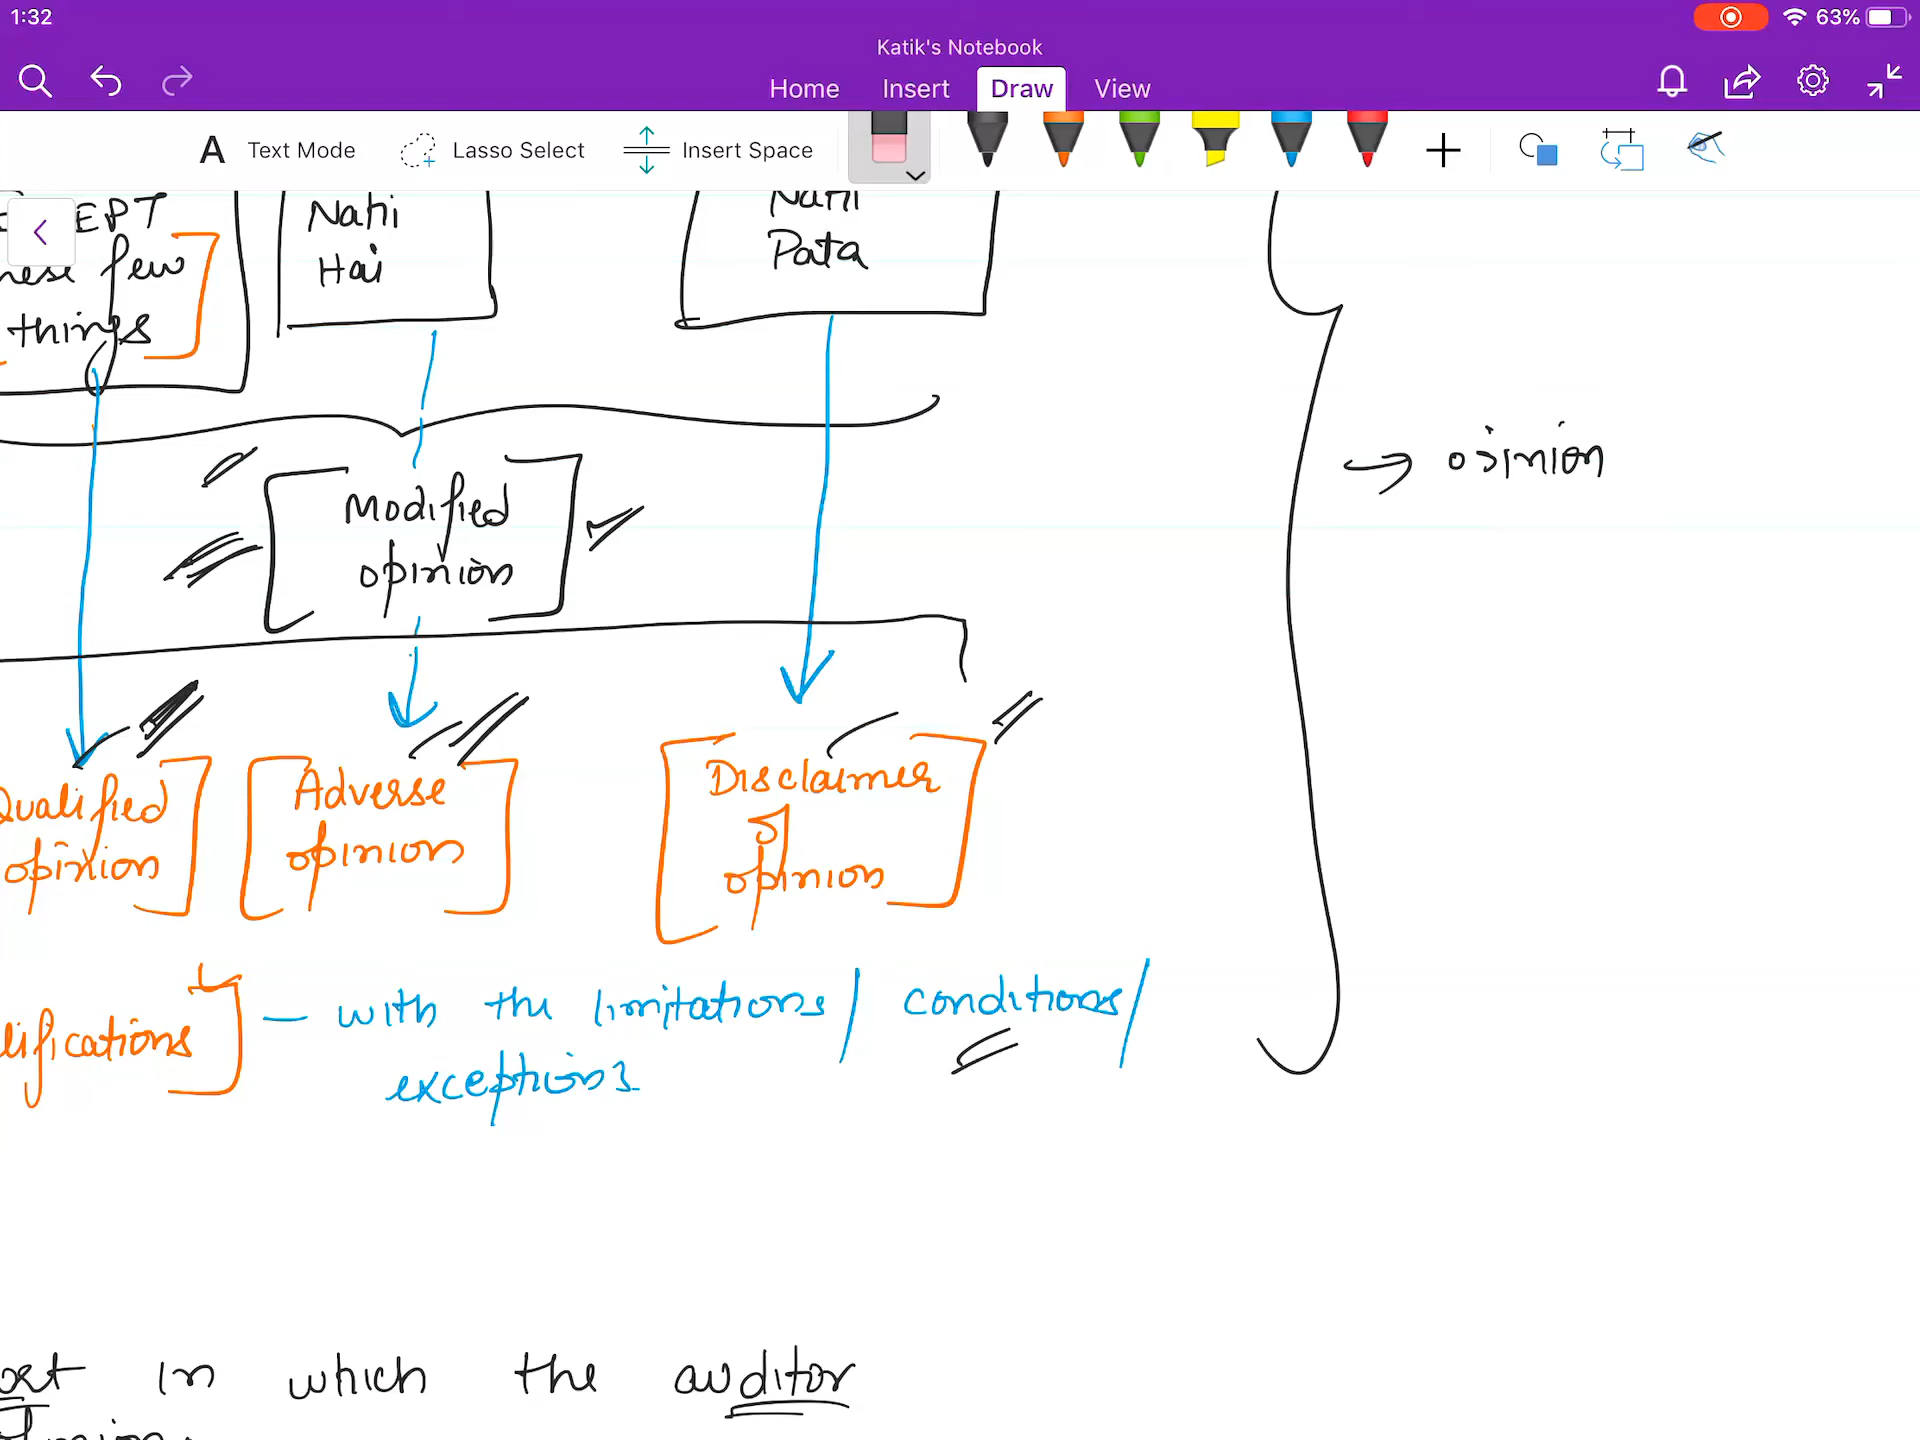 1:32
63%
Katik's Notebook
Home Insert Draw View
A Text Mode Lasso Select Insert Space
EPT
few
things
Nahi
Hai
Nahi
Pata
opinion
Modified
opinion
Qualified
opinion
Adverse
opinion
Disclaimer
of
opinion
lifications
— with the limitations / conditions /
exceptions
in which the auditor